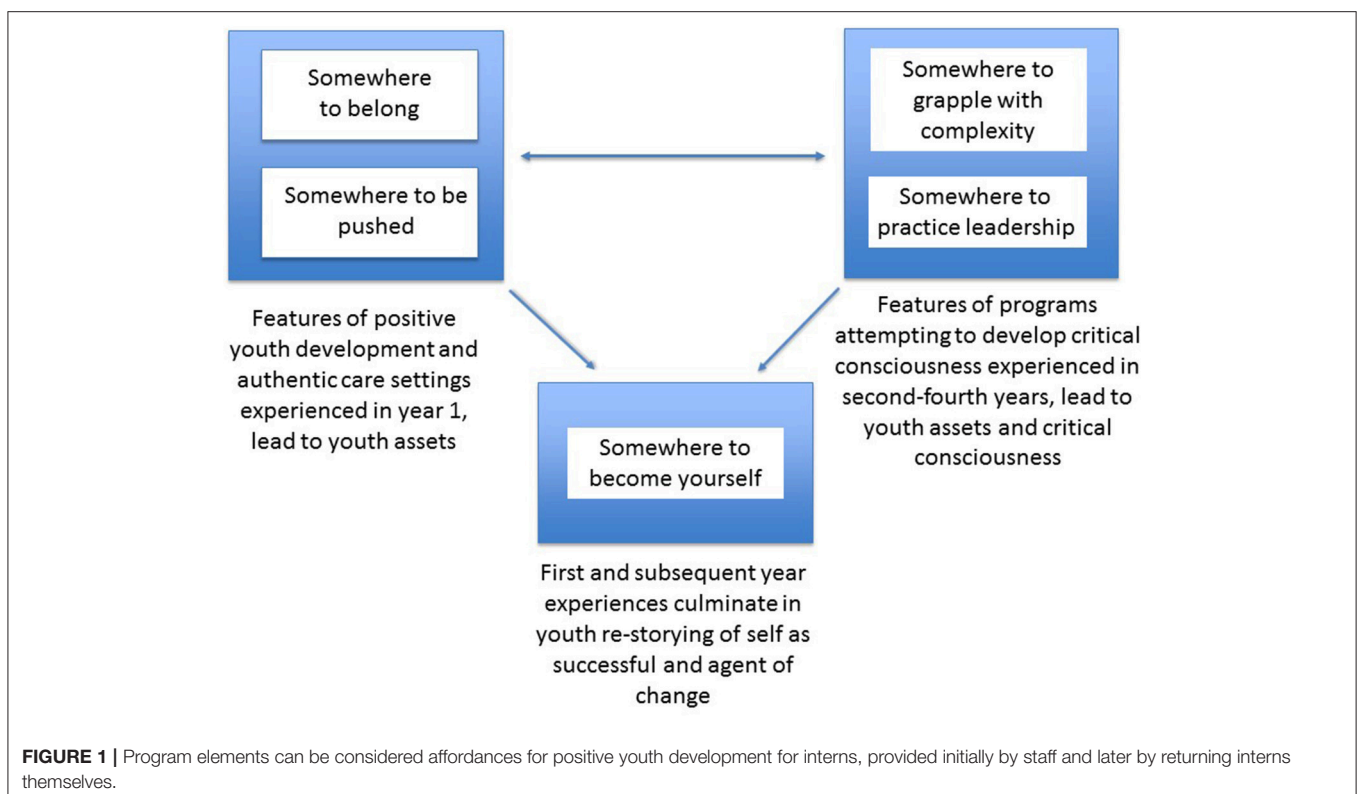 Somewhere
to belong
Somewhere to be
pushed
Features of positive
youth development and
authentic care settings
experienced in year 1,
lead to youth assets
Somewhere to
grapple with
complexity
Somewhere to
practice leadership
Features of programs
attempting to develop critical
consciousness experienced in
second-fourth years, lead to
youth assets and critical
consciousness
Somewhere to
become yourself
First and subsequent year
experiences culminate in
youth re-storying of self as
successful and agent of
change
FIGURE 1 | Program elements can be considered affordances for positive youth development for interns, provided initially by staff and later by returning interns
themselves.